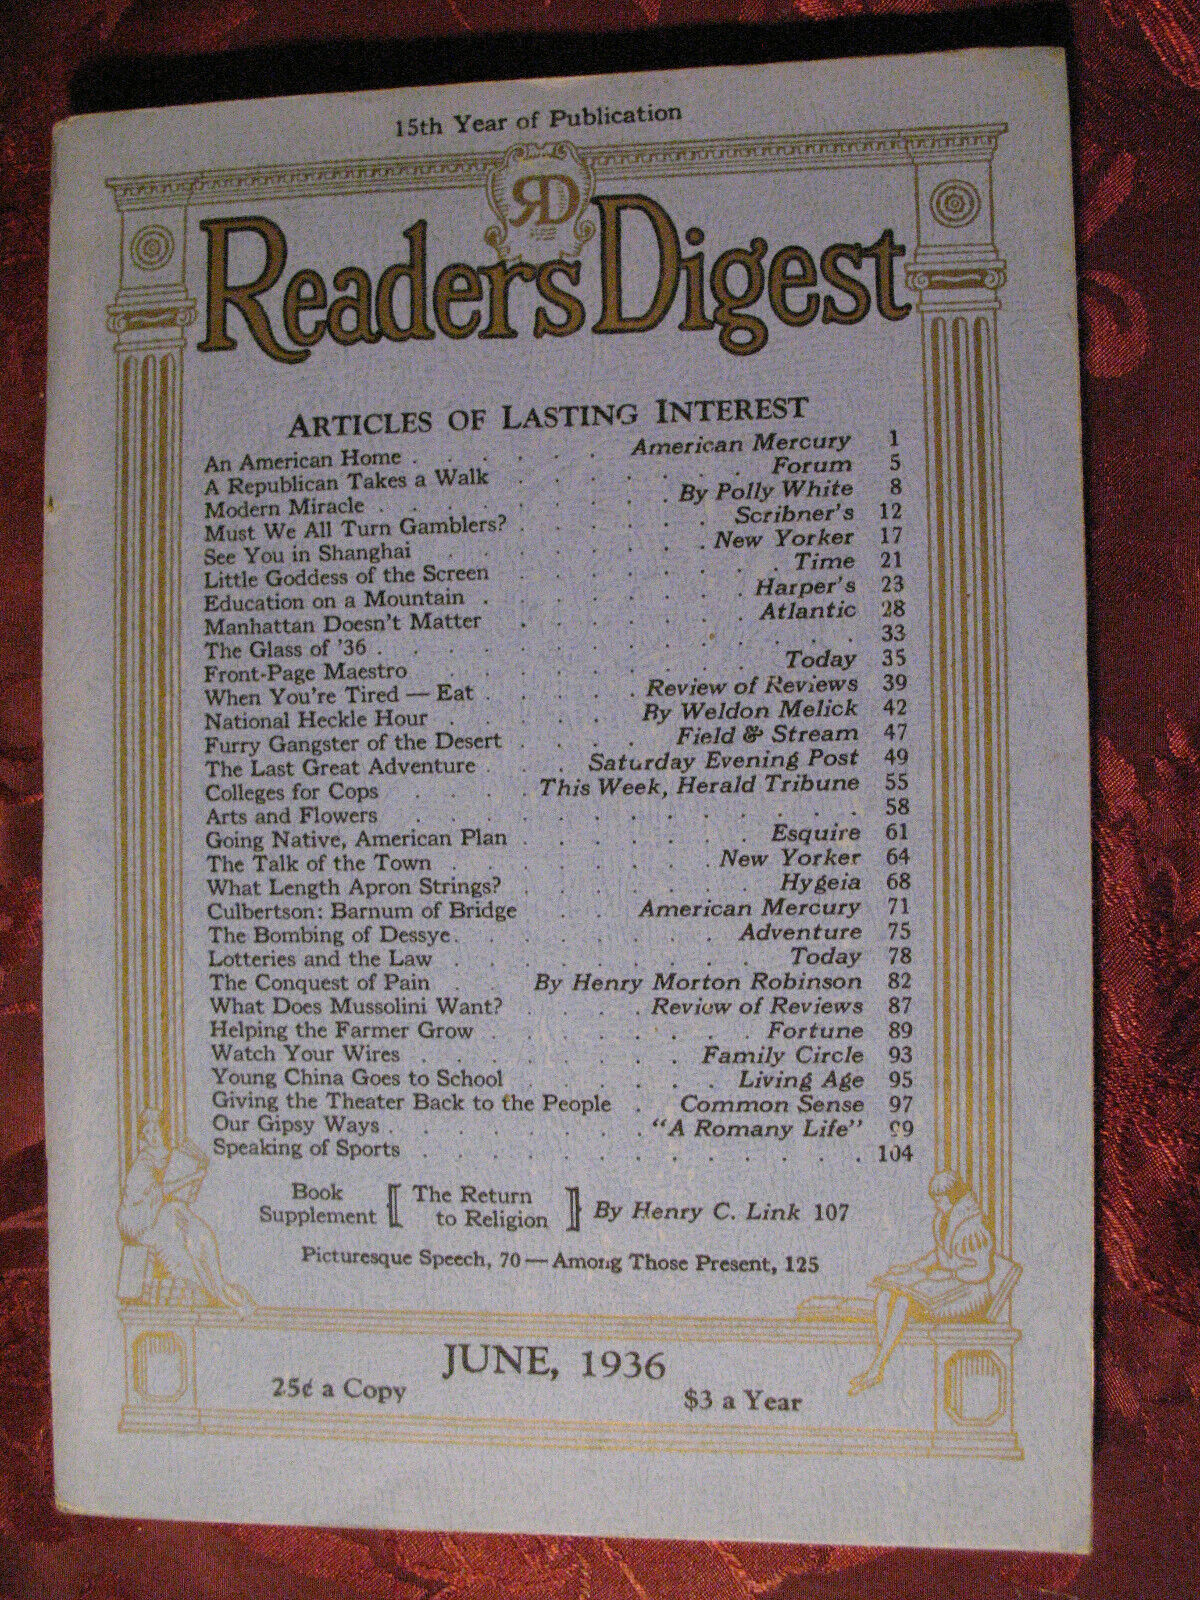 15th Year of Publication
RD
Readers Digest
ARTICLES OF LASTING INTEREST
An American Home . . . . . . American Mercury 1
A Republican Takes a Walk . . . . . . . Forum 5
Modern Miracle . . . . . . . . By Polly White 8
Must We All Turn Gamblers? . . . . . . Scribner's 12
See You in Shanghai . . . . . . . New Yorker 17
Little Goddess of the Screen . . . . . . . Time 21
Education on a Mountain . . . . . . . Harper's 23
Manhattan Doesn't Matter . . . . . . Atlantic 28
The Glass of '36 . . . . . . . . . . . . 33
Front-Page Maestro . . . . . . . . Today 35
When You're Tired — Eat . . . . . Review of Reviews 39
National Heckle Hour . . . . . By Weldon Melick 42
Furry Gangster of the Desert . . . . Field & Stream 47
The Last Great Adventure . . . Saturday Evening Post 49
Colleges for Cops . . . . This Week, Herald Tribune 55
Arts and Flowers . . . . . . . . . . . . 58
Going Native, American Plan . . . . . . Esquire 61
The Talk of the Town . . . . . . . New Yorker 64
What Length Apron Strings? . . . . . . Hygeia 68
Culbertson: Barnum of Bridge . . . American Mercury 71
The Bombing of Dessye . . . . . . . Adventure 75
Lotteries and the Law . . . . . . . . Today 78
The Conquest of Pain . . By Henry Morton Robinson 82
What Does Mussolini Want? . . . . Review of Reviews 87
Helping the Farmer Grow . . . . . . . Fortune 89
Watch Your Wires . . . . . . . Family Circle 93
Young China Goes to School . . . . . . Living Age 95
Giving the Theater Back to the People . Common Sense 97
Our Gipsy Ways . . . . . . . "A Romany Life" 99
Speaking of Sports . . . . . . . . . . . 104
Book Supplement [ The Return to Religion ] By Henry C. Link 107
Picturesque Speech, 70 — Among Those Present, 125
JUNE, 1936
25¢ a Copy $3 a Year